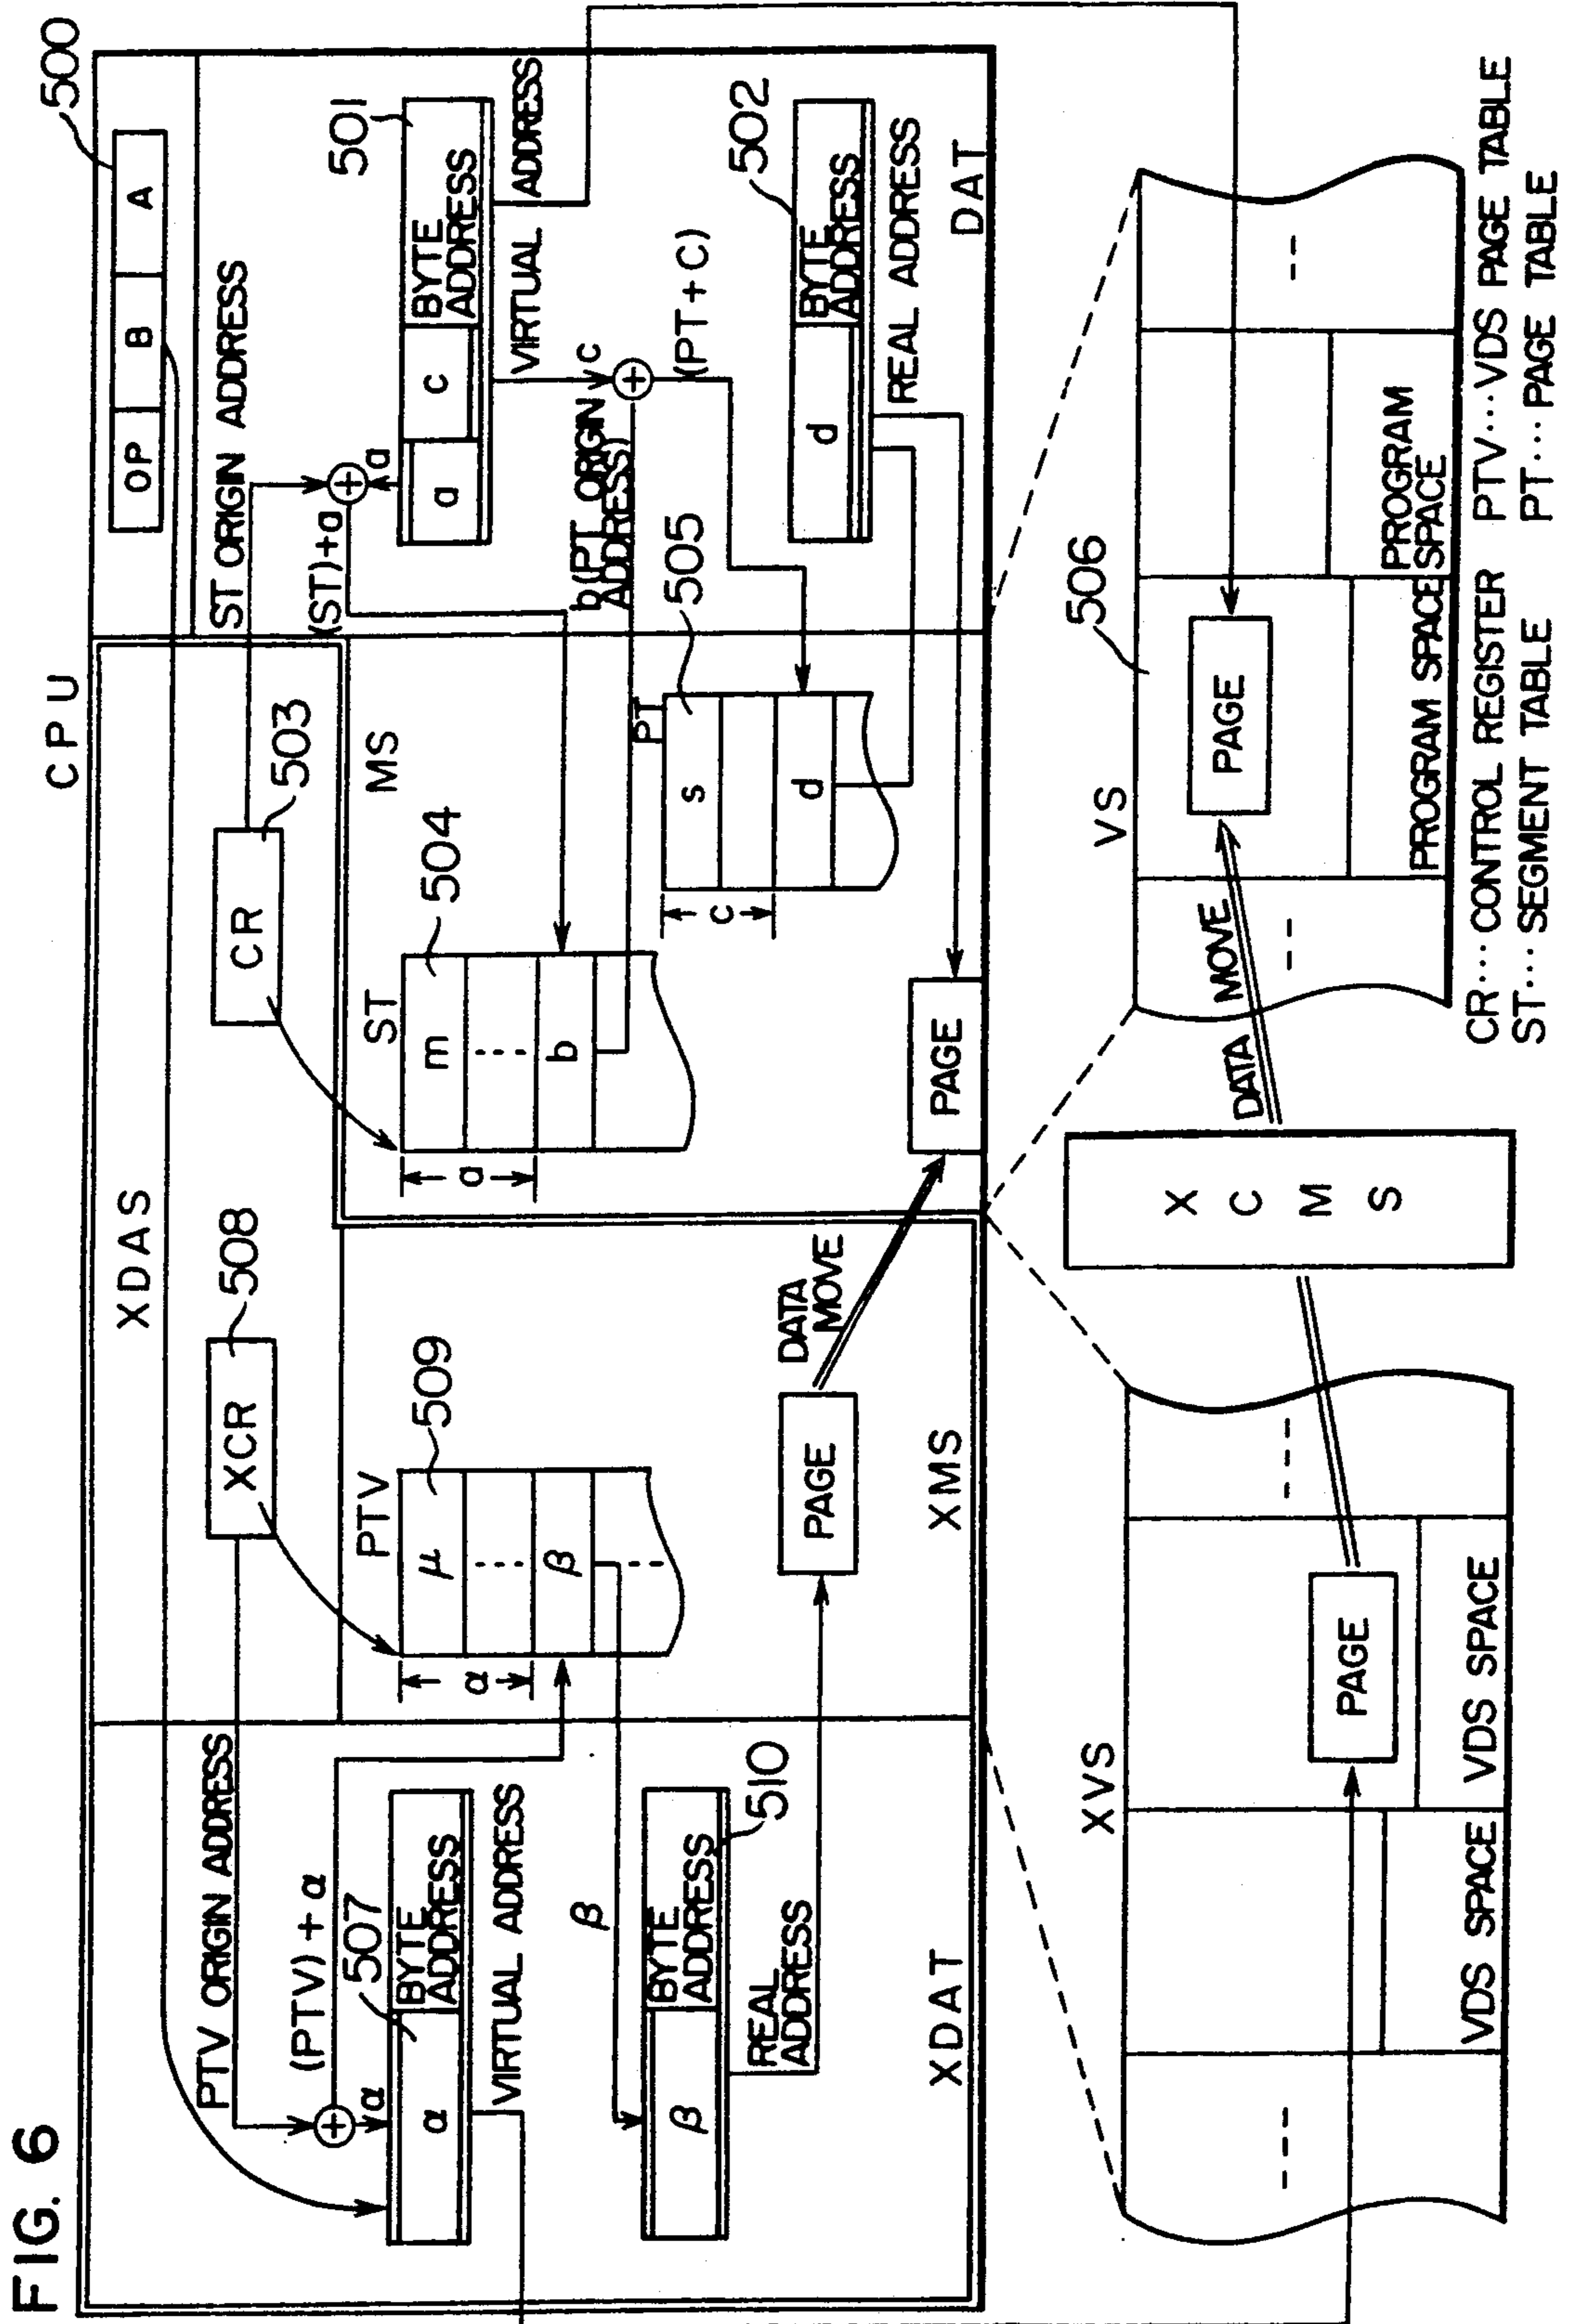 FIG. 6
CPU
XDAS
500
OP
B
A
PTV ORIGIN ADDRESS
XCR
508
CR
503
ST ORIGIN ADDRESS
(PTV) + α
α
507
α
BYTE
ADDRESS
VIRTUAL ADDRESS
PTV
509
μ
β
α
MS
ST
504
m
b
a
(ST)+a
a
501
a
c
BYTE
ADDRESS
VIRTUAL ADDRESS
c
b(PT ORIGIN
ADDRESS)
(PT+C)
β
β
BYTE
ADDRESS
510
REAL
ADDRESS
XDAT
PAGE
DATA
MOVE
XMS
PAGE
PT
505
s
d
c
502
d
BYTE
ADDRESS
REAL ADDRESS
DAT
XVS
PAGE
VDS SPACE
VDS SPACE
X
C
M
S
DATA MOVE
VS
506
PAGE
PROGRAM SPACE
PROGRAM
SPACE
CR...CONTROL REGISTER
PTV...VDS PAGE TABLE
ST...SEGMENT TABLE
PT...PAGE TABLE